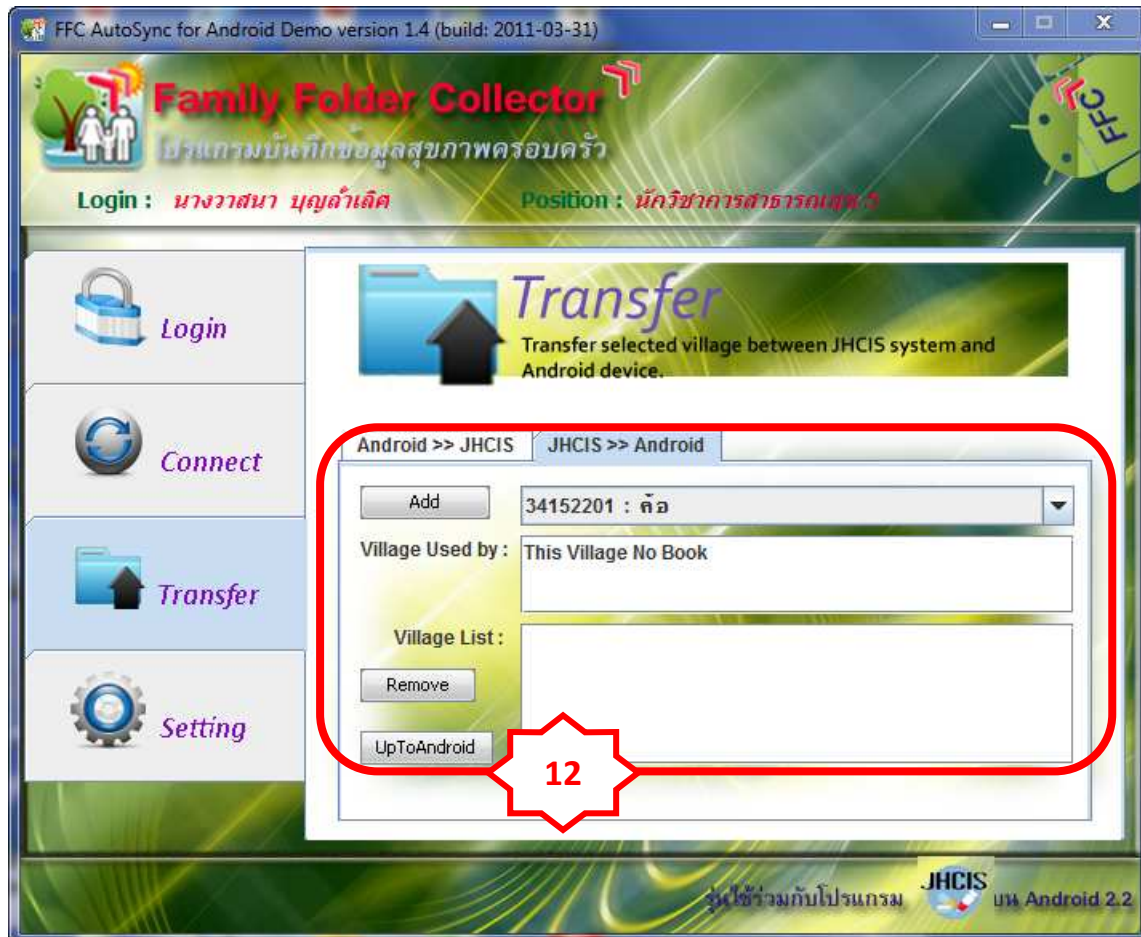 FFC AutoSync for Android Demo version 1.4 (build: 2011-03-31)
Family Folder Collector
โปรแกรมบันทึกข้อมูลสุขภาพครอบครัว
FFC
Login : นางวาสนา บุญล้ำเลิศ Position : นักวิชาการสาธารณสุข 5
Login
Connect
Transfer
Setting
Transfer
Transfer selected village between JHCIS system and
Android device.
Android >> JHCIS JHCIS >> Android
Add 34152201 : ค้อ
Village Used by : This Village No Book
Village List :
Remove
UpToAndroid
12
รุ่นใช้ร่วมกับโปรแกรม JHCIS บน Android 2.2